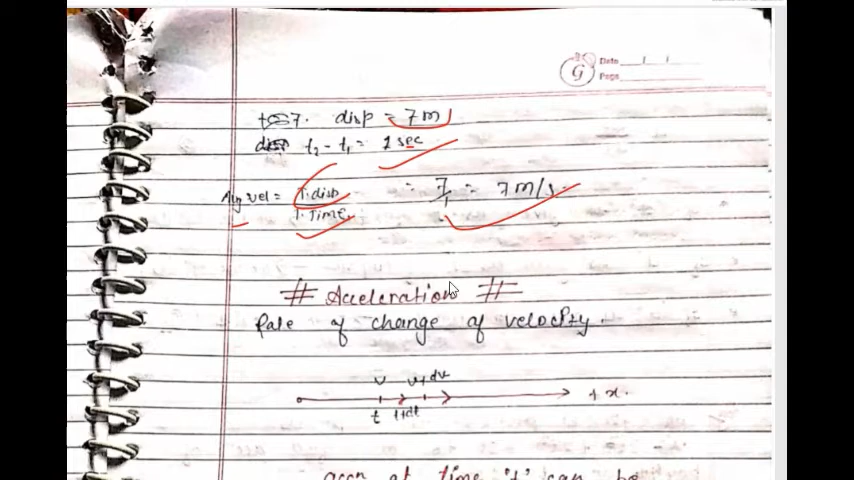 G Date
Page
disp = 7m
t₂ - t₁ = 1 sec
Avg vel = T.disp / T.Time = 7/1 = 7 m/s
# Acceleration #
Rate of change of velocity.
v v+dv
t t+dt + x.
accn at time 't' can be